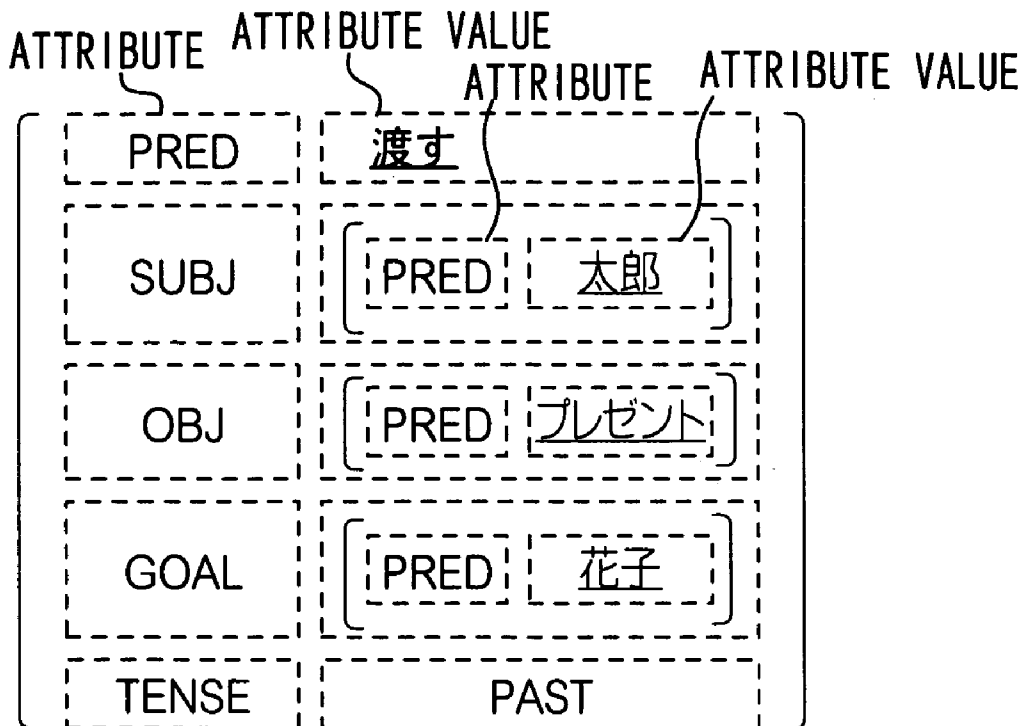 ATTRIBUTE ATTRIBUTE VALUE
ATTRIBUTE ATTRIBUTE VALUE
PRED 渡す
SUBJ PRED 太郎
OBJ PRED プレゼント
GOAL PRED 花子
TENSE PAST